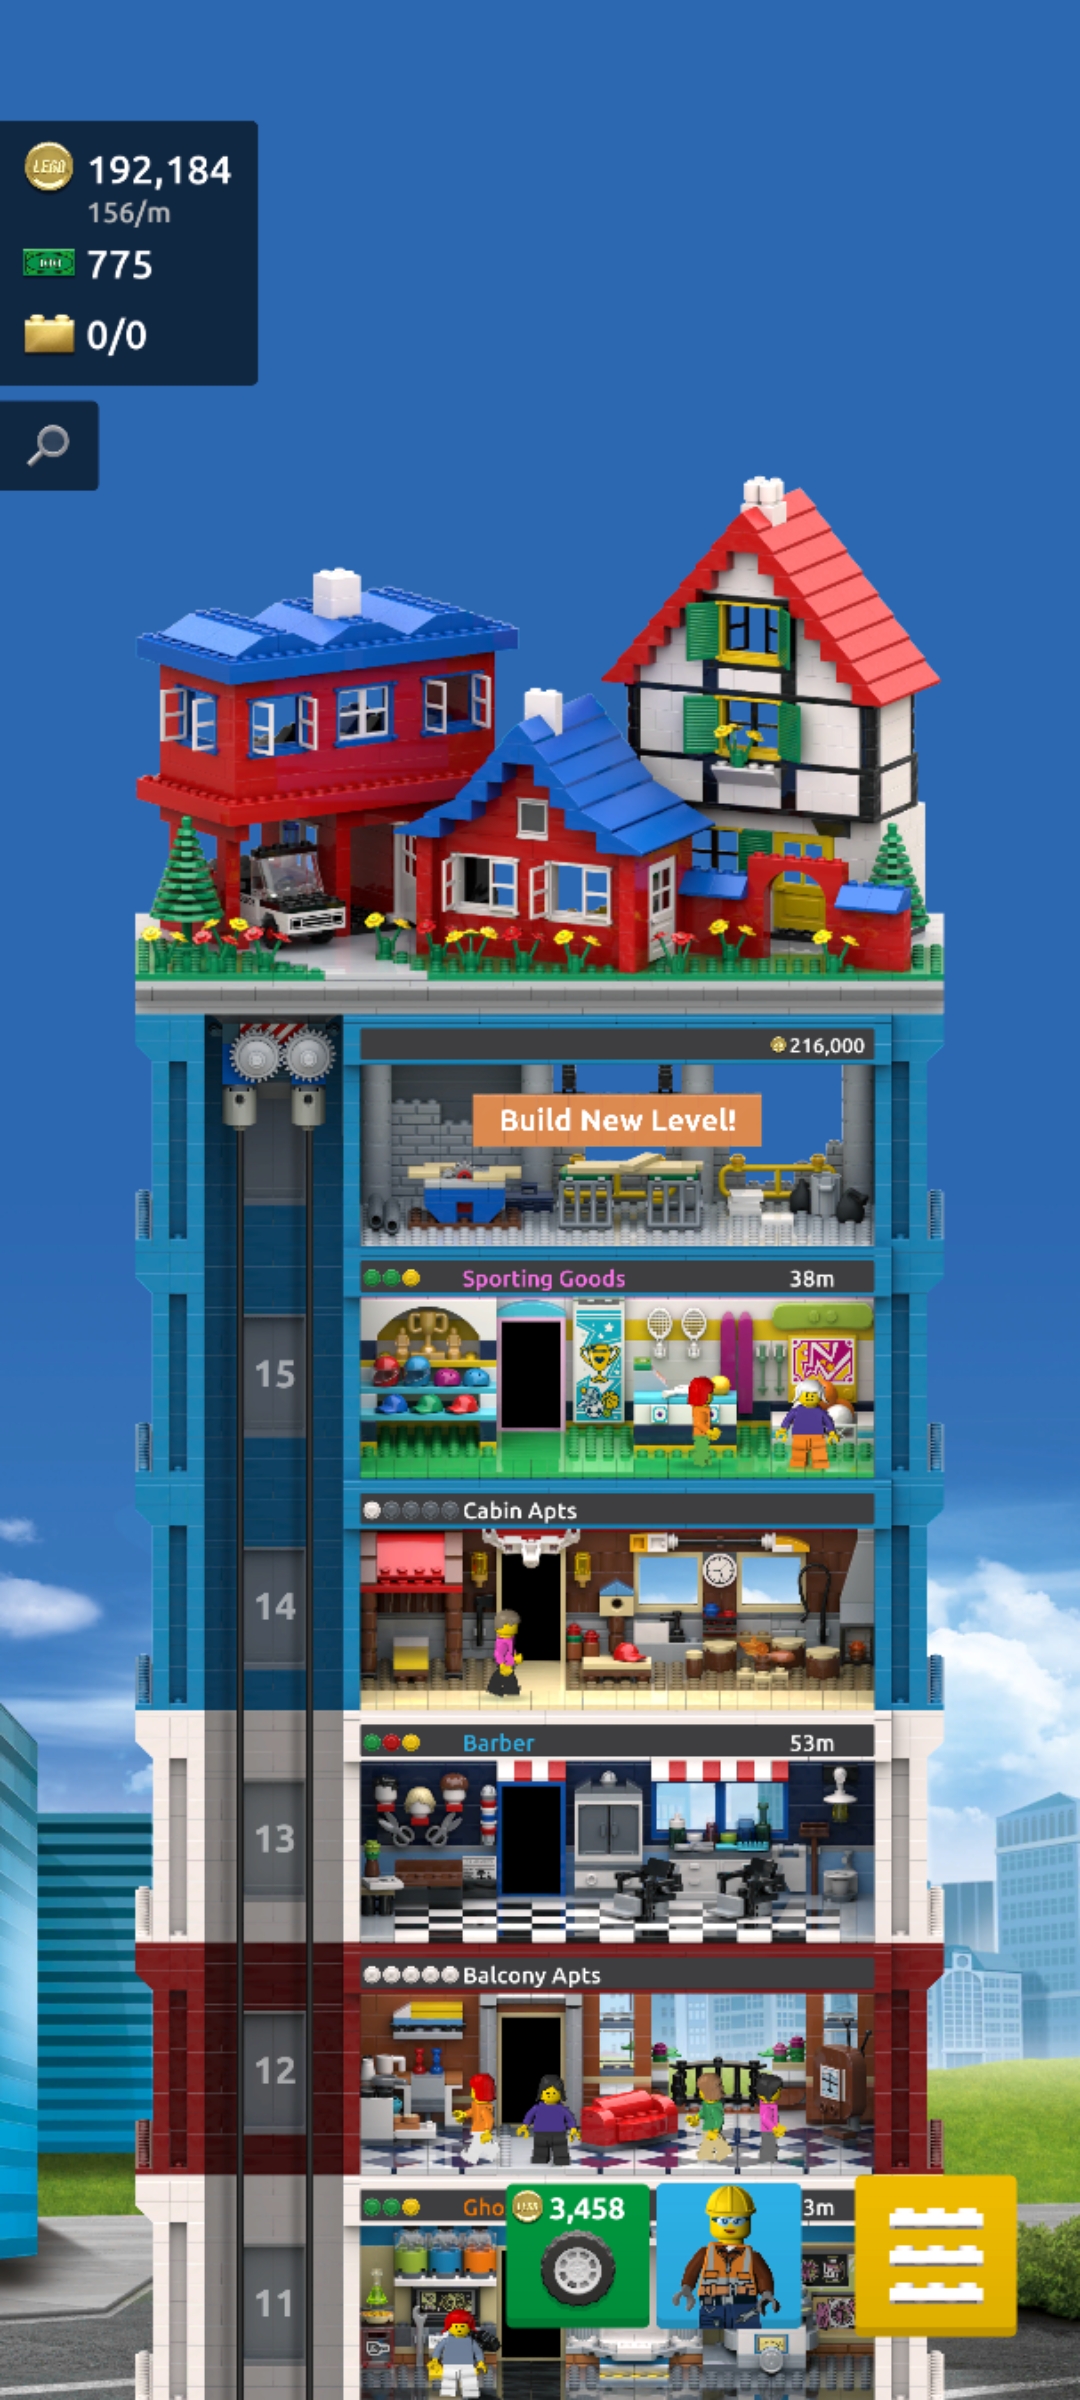 192,184
156/m
775
0/0
216,000
Build New Level!
Sporting Goods 38m
15
Cabin Apts
14
Barber 53m
13
Balcony Apts
12
Gho
3,458
3m
11